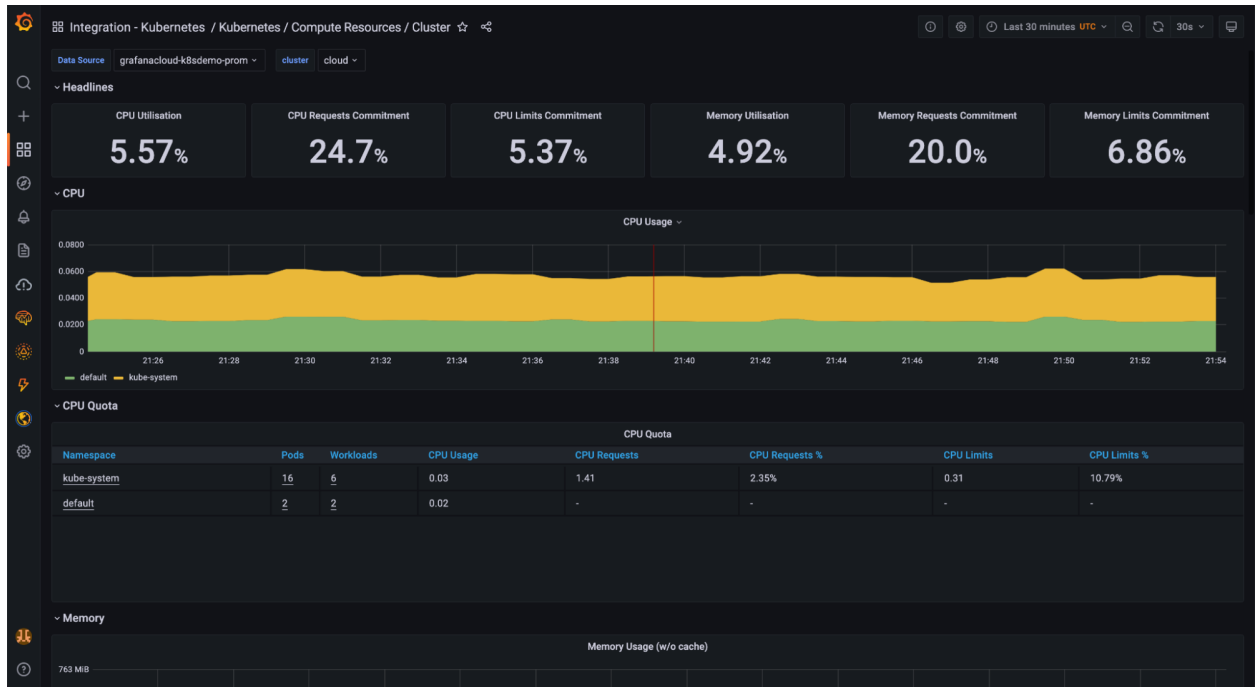 Integration - Kubernetes / Kubernetes / Compute Resources / Cluster
Last 30 minutes UTC
30s
Data Source grafanacloud-k8sdemo-prom cluster cloud
Headlines
CPU Utilisation CPU Requests Commitment CPU Limits Commitment Memory Utilisation Memory Requests Commitment Memory Limits Commitment
5.57% 24.7% 5.37% 4.92% 20.0% 6.86%
CPU
CPU Usage
0.0800
0.0600
0.0400
0.0200
0
21:26 21:28 21:30 21:32 21:34 21:36 21:38 21:40 21:42 21:44 21:46 21:48 21:50 21:52 21:54
default kube-system
CPU Quota
CPU Quota
Namespace Pods Workloads CPU Usage CPU Requests CPU Requests % CPU Limits CPU Limits %
kube-system 16 6 0.03 1.41 2.35% 0.31 10.79%
default 2 2 0.02 - - - -
Memory
Memory Usage (w/o cache)
763 MiB